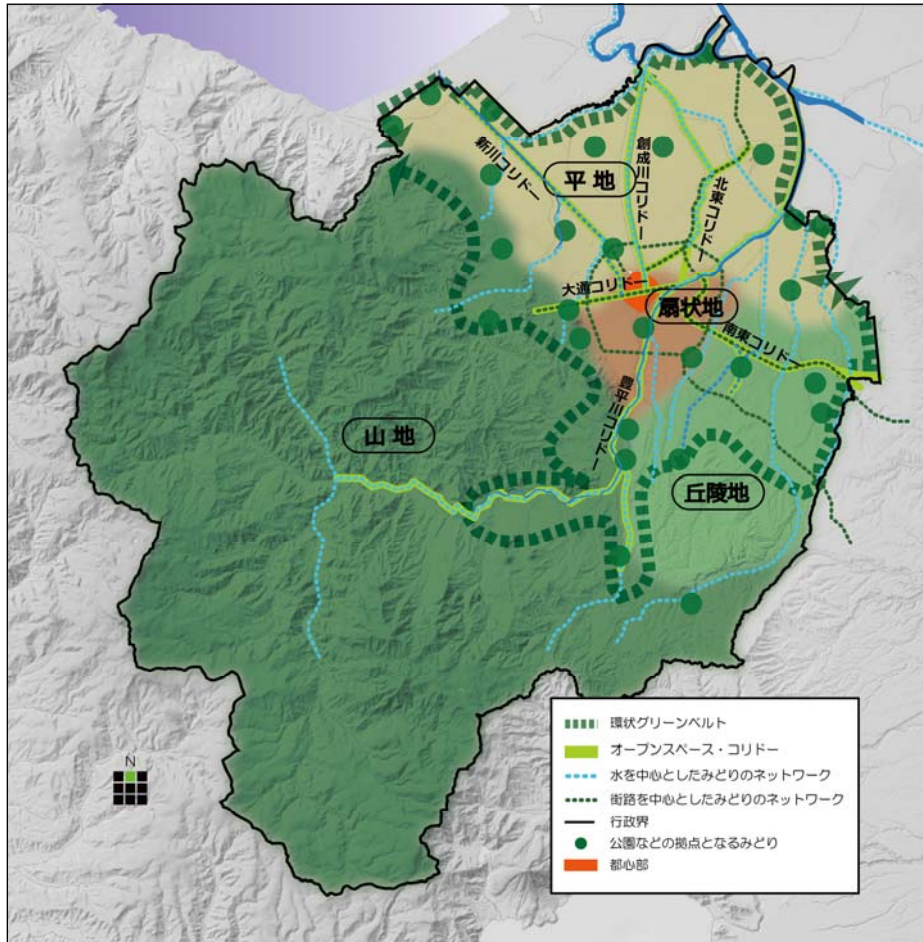 新川コリドー
平地
創成川コリドー
北東コリドー
大通コリドー
扇状地
南東コリドー
豊平川コリドー
山地
丘陵地
N
環状グリーンベルト
オープンスペース・コリドー
水を中心としたみどりのネットワーク
街路を中心としたみどりのネットワーク
行政界
公園などの拠点となるみどり
都心部